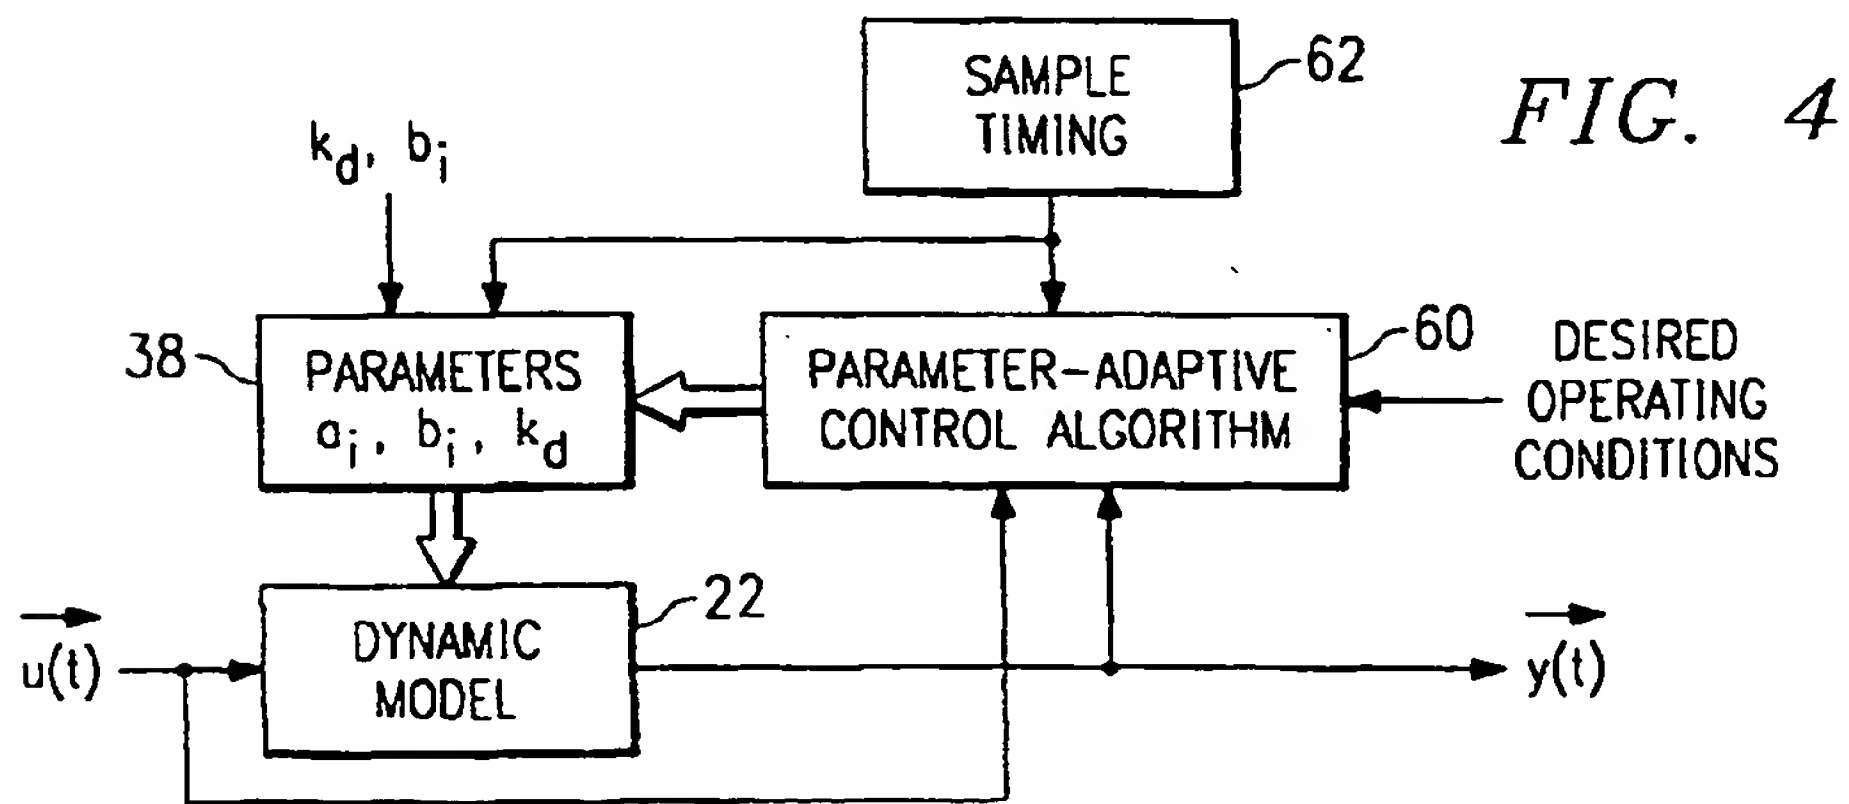 SAMPLE
TIMING
62
FIG. 4
k_d, b_i
38
PARAMETERS
a_i, b_i, k_d
PARAMETER-ADAPTIVE
CONTROL ALGORITHM
60
DESIRED
OPERATING
CONDITIONS
u(t)
DYNAMIC
MODEL
22
y(t)